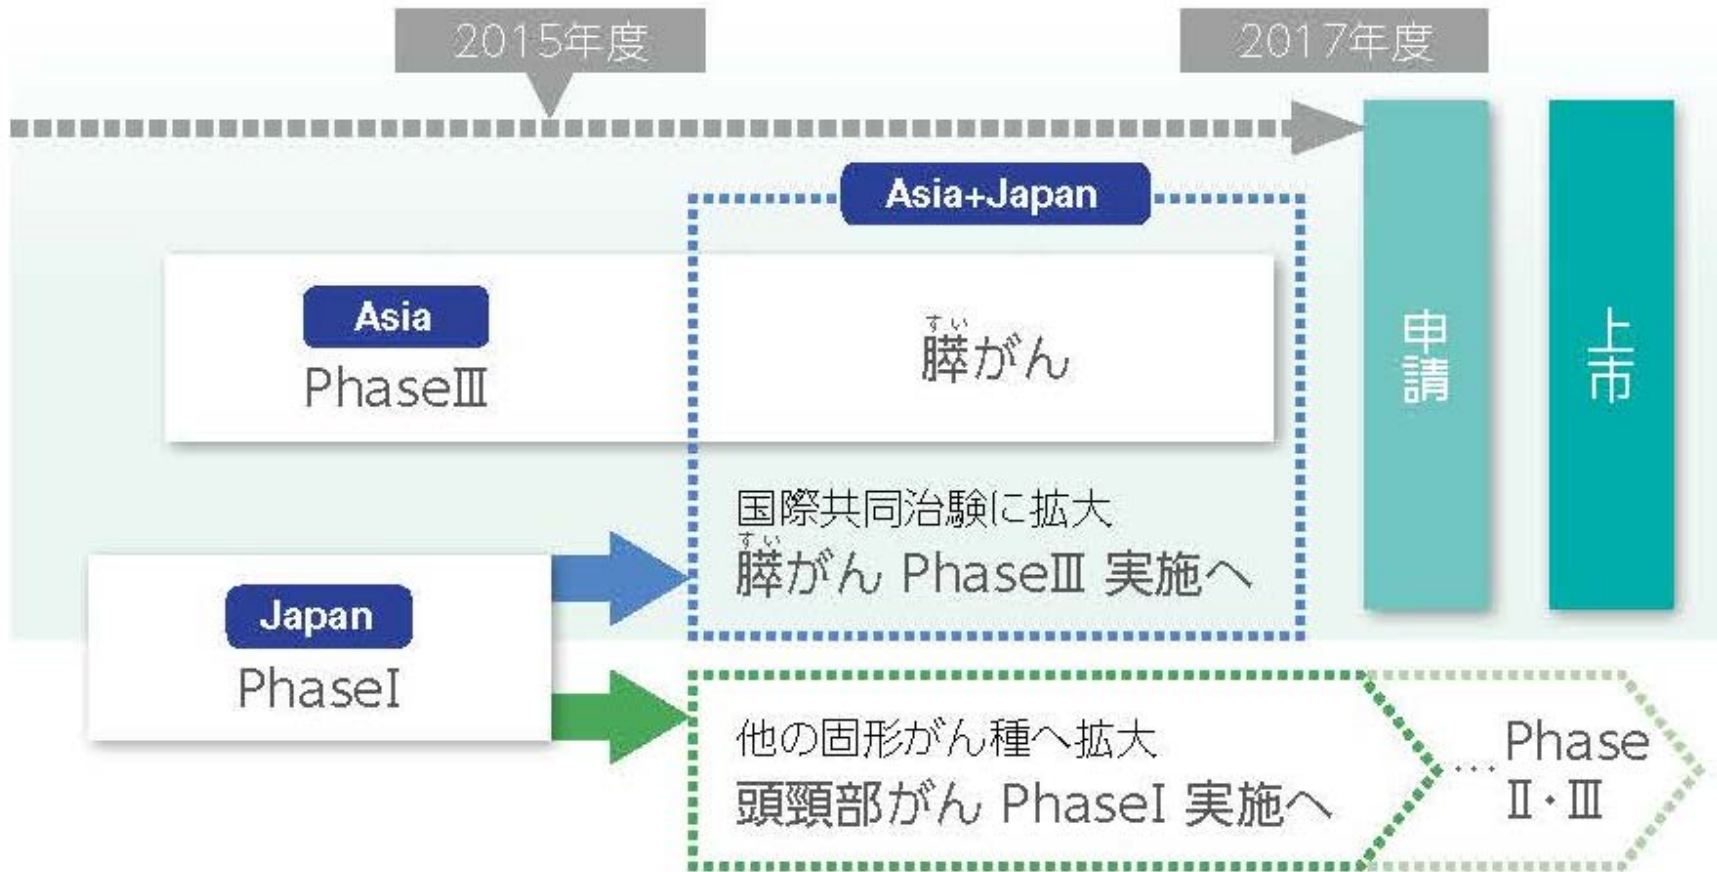 2015年度
2017年度
Asia+Japan
Asia
PhaseⅢ
すい
膵がん
申請
上市
国際共同治験に拡大
すい
膵がん PhaseⅢ 実施へ
Japan
PhaseⅠ
他の固形がん種へ拡大
頭頸部がん PhaseⅠ 実施へ
…. Phase
Ⅱ・Ⅲ